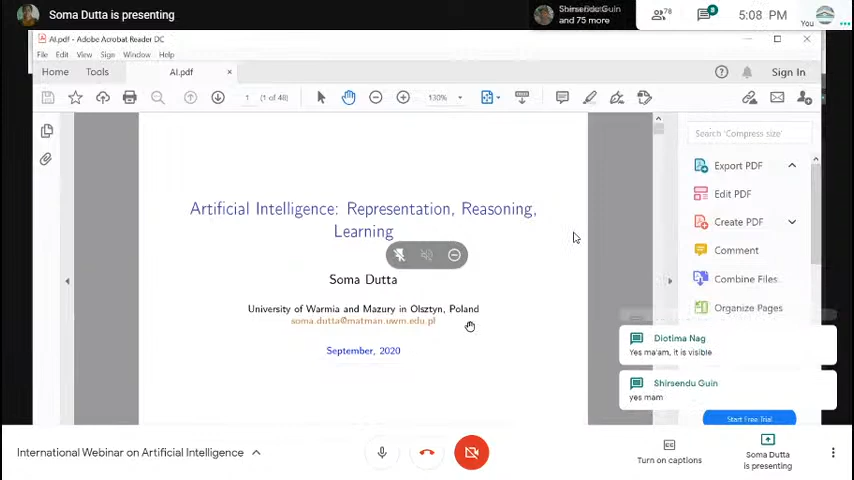 Soma Dutta is presenting
Shirsendu Guin
and 75 more
78
8
5:08 PM
You
AI.pdf - Adobe Acrobat Reader DC
File Edit View Sign Window Help
Home Tools AI.pdf × Sign In
1 (1 of 48) 130%
Search 'Compress size'
Export PDF
Edit PDF
Create PDF
Comment
Combine Files
Organize Pages
Artificial Intelligence: Representation, Reasoning,
Learning
Soma Dutta
University of Warmia and Mazury in Olsztyn, Poland
soma.dutta@matman.uwm.edu.pl
September, 2020
Diotima Nag
Yes ma'am, it is visible
Shirsendu Guin
yes mam
Start Free Trial
International Webinar on Artificial Intelligence
Turn on captions
Soma Dutta
is presenting